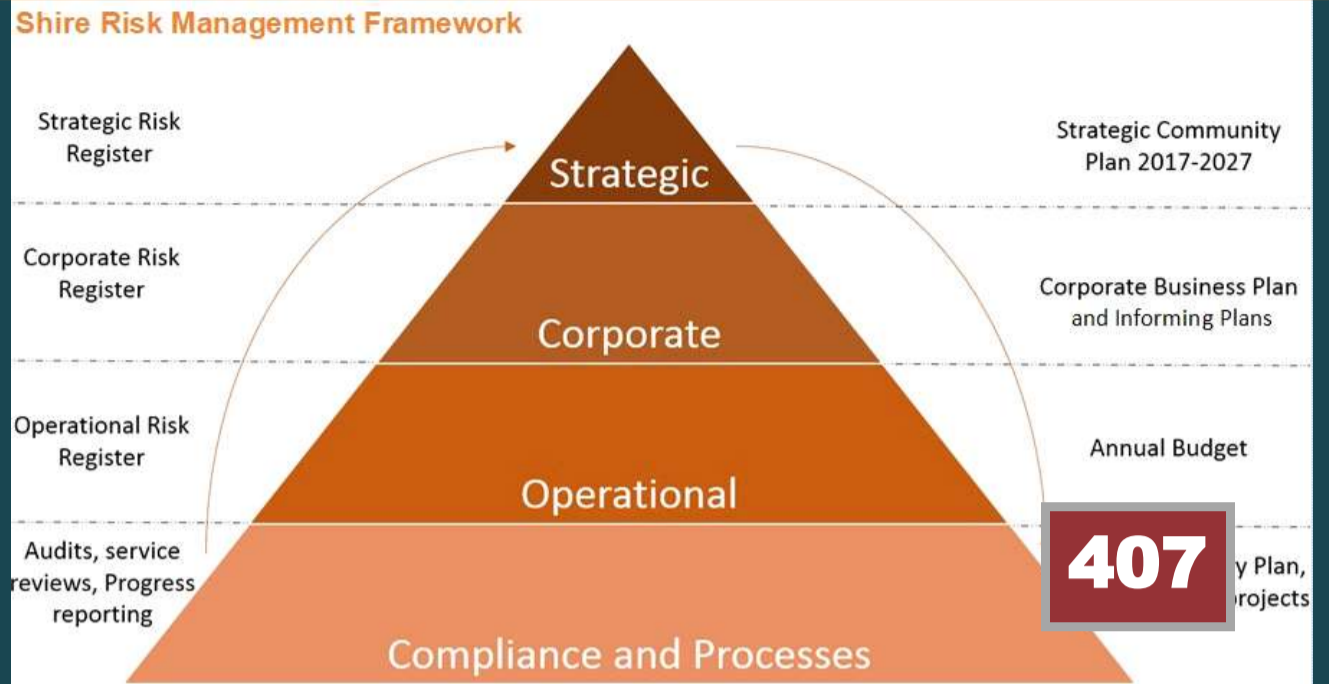 Shire Risk Management Framework
Strategic Risk
Register
Strategic
Strategic Community
Plan 2017-2027
Corporate Risk
Register
Corporate
Corporate Business Plan
and Informing Plans
Operational Risk
Register
Operational
Annual Budget
Audits, service
reviews, Progress
reporting
Compliance and Processes
407
Plan,